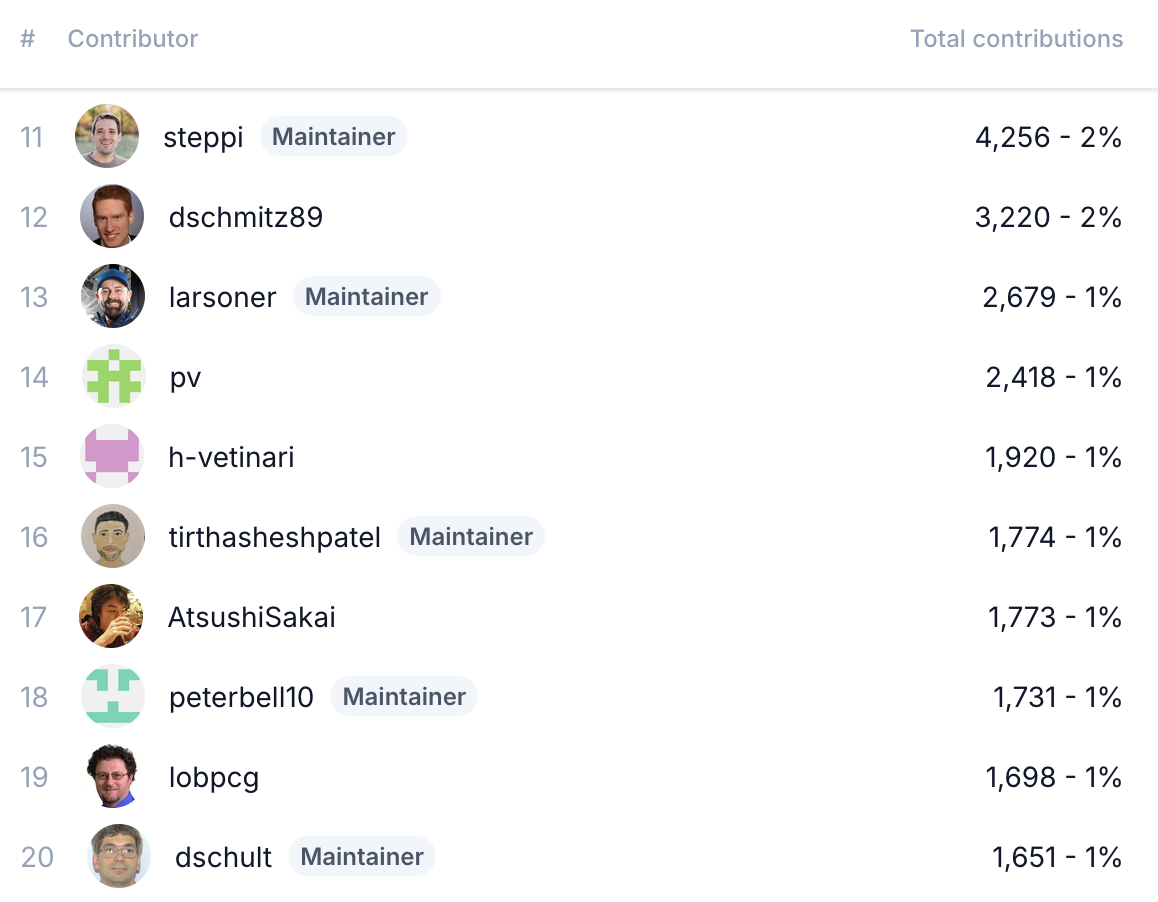 # Contributor Total contributions
11 steppi Maintainer 4,256 - 2%
12 dschmitz89 3,220 - 2%
13 larsoner Maintainer 2,679 - 1%
14 pv 2,418 - 1%
15 h-vetinari 1,920 - 1%
16 tirthasheshpatel Maintainer 1,774 - 1%
17 AtsushiSakai 1,773 - 1%
18 peterbell10 Maintainer 1,731 - 1%
19 lobpcg 1,698 - 1%
20 dschult Maintainer 1,651 - 1%